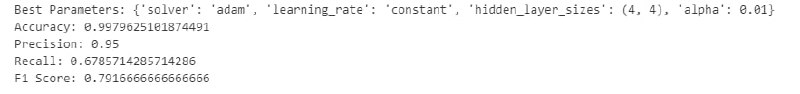 Best Parameters: {'solver': 'adam', 'learning_rate': 'constant', 'hidden_layer_sizes': (4, 4), 'alpha': 0.01}
Accuracy: 0.9979625101874491
Precision: 0.95
Recall: 0.6785714285714286
F1 Score: 0.7916666666666666